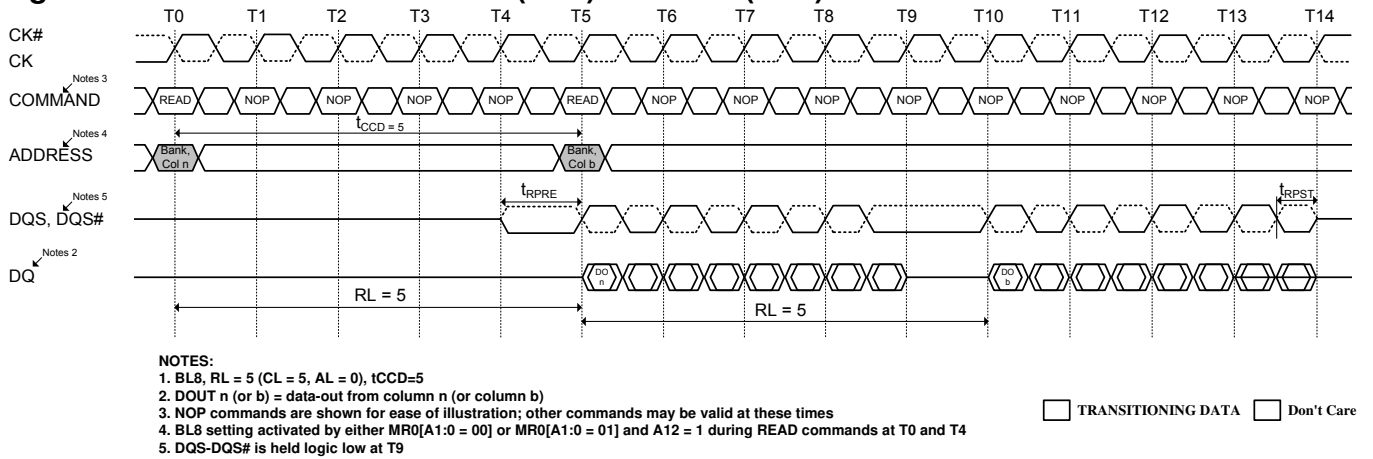 T0 T1 T2 T3 T4 T5 T6 T7 T8 T9 T10 T11 T12 T13 T14
CK#
CK
Notes 3
COMMAND READ NOP NOP NOP NOP READ NOP NOP NOP NOP NOP NOP NOP NOP NOP
tCCD = 5
Notes 4
ADDRESS Bank, Col n Bank, Col b
Notes 5
tRPRE tRPST
DQS, DQS#
Notes 2
DQ DO n DO b
RL = 5 RL = 5
NOTES:
1. BL8, RL = 5 (CL = 5, AL = 0), tCCD=5
2. DOUT n (or b) = data-out from column n (or column b)
3. NOP commands are shown for ease of illustration; other commands may be valid at these times
4. BL8 setting activated by either MR0[A1:0 = 00] or MR0[A1:0 = 01] and A12 = 1 during READ commands at T0 and T4
5. DQS-DQS# is held logic low at T9
TRANSITIONING DATA Don't Care